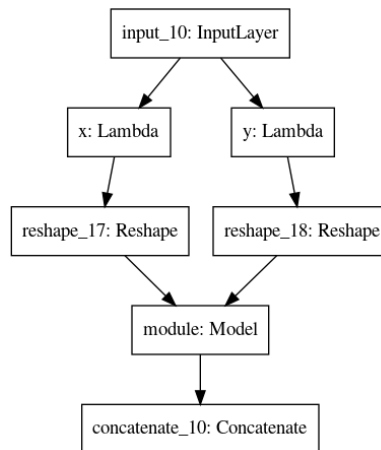 input_10: InputLayer
x: Lambda
y: Lambda
reshape_17: Reshape
reshape_18: Reshape
module: Model
concatenate_10: Concatenate